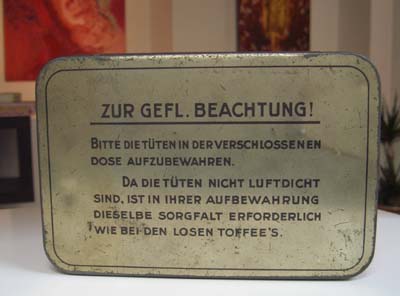 ZUR GEFL. BEACHTUNG!
BITTE DIE TÜTEN IN DER VERSCHLOSSENEN
DOSE AUFZUBEWAHREN.
DA DIE TÜTEN NICHT LUFTDICHT
SIND, IST IN IHRER AUFBEWAHRUNG
DIESELBE SORGFALT ERFORDERLICH
WIE BEI DEN LOSEN TOFFEE'S.